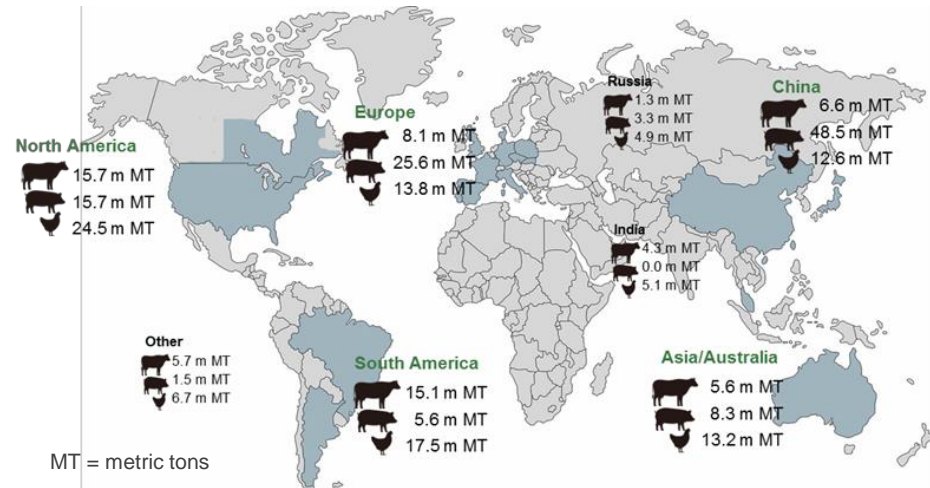 Russia
1.3 m MT
3.3 m MT
4.9 m MT
China
6.6 m MT
48.5 m MT
12.6 m MT
Europe
8.1 m MT
25.6 m MT
13.8 m MT
North America
15.7 m MT
15.7 m MT
24.5 m MT
India
4.3 m MT
0.0 m MT
5.1 m MT
Other
5.7 m MT
1.5 m MT
6.7 m MT
South America
15.1 m MT
5.6 m MT
17.5 m MT
Asia/Australia
5.6 m MT
8.3 m MT
13.2 m MT
MT = metric tons